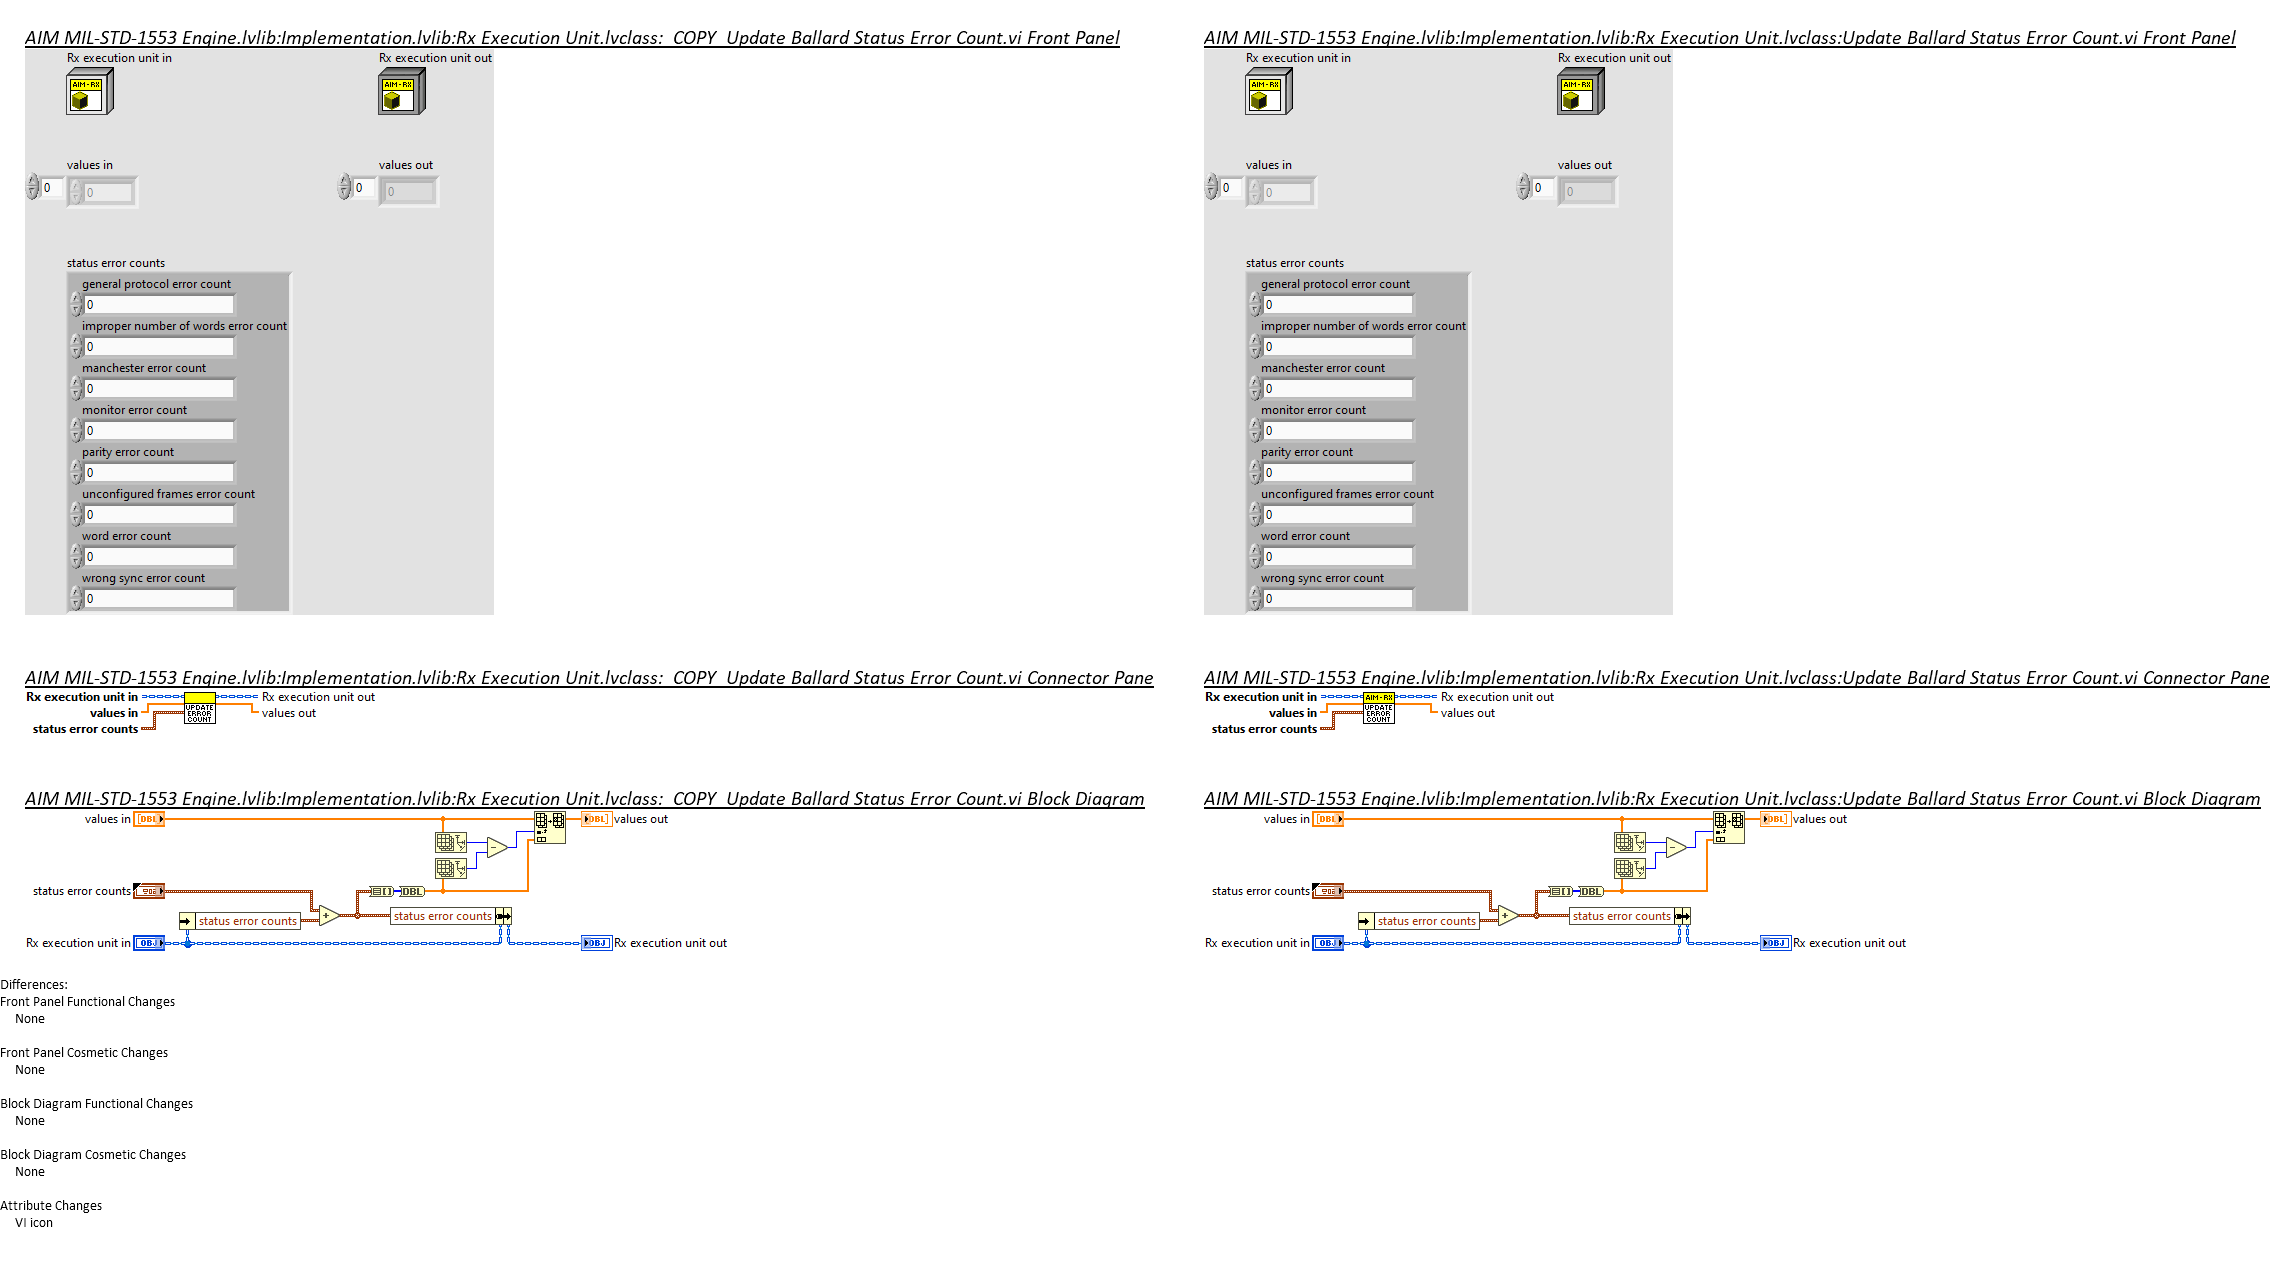 AIM MIL-STD-1553 Engine.lvlib:Implementation.lvlib:Rx Execution Unit.lvclass:_COPY_Update Ballard Status Error Count.vi Front Panel
Rx execution unit in
Rx execution unit out
AIM-RX
AIM-RX
values in
values out
0
0
0
0
status error counts
general protocol error count
0
improper number of words error count
0
manchester error count
0
monitor error count
0
parity error count
0
unconfigured frames error count
0
word error count
0
wrong sync error count
0
AIM MIL-STD-1553 Engine.lvlib:Implementation.lvlib:Rx Execution Unit.lvclass:Update Ballard Status Error Count.vi Front Panel
Rx execution unit in
Rx execution unit out
AIM-RX
AIM-RX
values in
values out
0
0
0
0
status error counts
general protocol error count
0
improper number of words error count
0
manchester error count
0
monitor error count
0
parity error count
0
unconfigured frames error count
0
word error count
0
wrong sync error count
0
AIM MIL-STD-1553 Engine.lvlib:Implementation.lvlib:Rx Execution Unit.lvclass:_COPY_Update Ballard Status Error Count.vi Connector Pane
Rx execution unit in
Rx execution unit out
values in
values out
status error counts
UPDATE
ERROR
COUNT
AIM MIL-STD-1553 Engine.lvlib:Implementation.lvlib:Rx Execution Unit.lvclass:Update Ballard Status Error Count.vi Connector Pane
Rx execution unit in
Rx execution unit out
values in
values out
status error counts
AIM-RX
UPDATE
ERROR
COUNT
AIM MIL-STD-1553 Engine.lvlib:Implementation.lvlib:Rx Execution Unit.lvclass:_COPY_Update Ballard Status Error Count.vi Block Diagram
values in
[DBL]
[DBL]
values out
status error counts
DBL
status error counts
status error counts
Rx execution unit in
OBJ
OBJ
Rx execution unit out
AIM MIL-STD-1553 Engine.lvlib:Implementation.lvlib:Rx Execution Unit.lvclass:Update Ballard Status Error Count.vi Block Diagram
values in
[DBL]
[DBL]
values out
status error counts
DBL
status error counts
status error counts
Rx execution unit in
OBJ
OBJ
Rx execution unit out
Differences:
Front Panel Functional Changes
None
Front Panel Cosmetic Changes
None
Block Diagram Functional Changes
None
Block Diagram Cosmetic Changes
None
Attribute Changes
VI icon